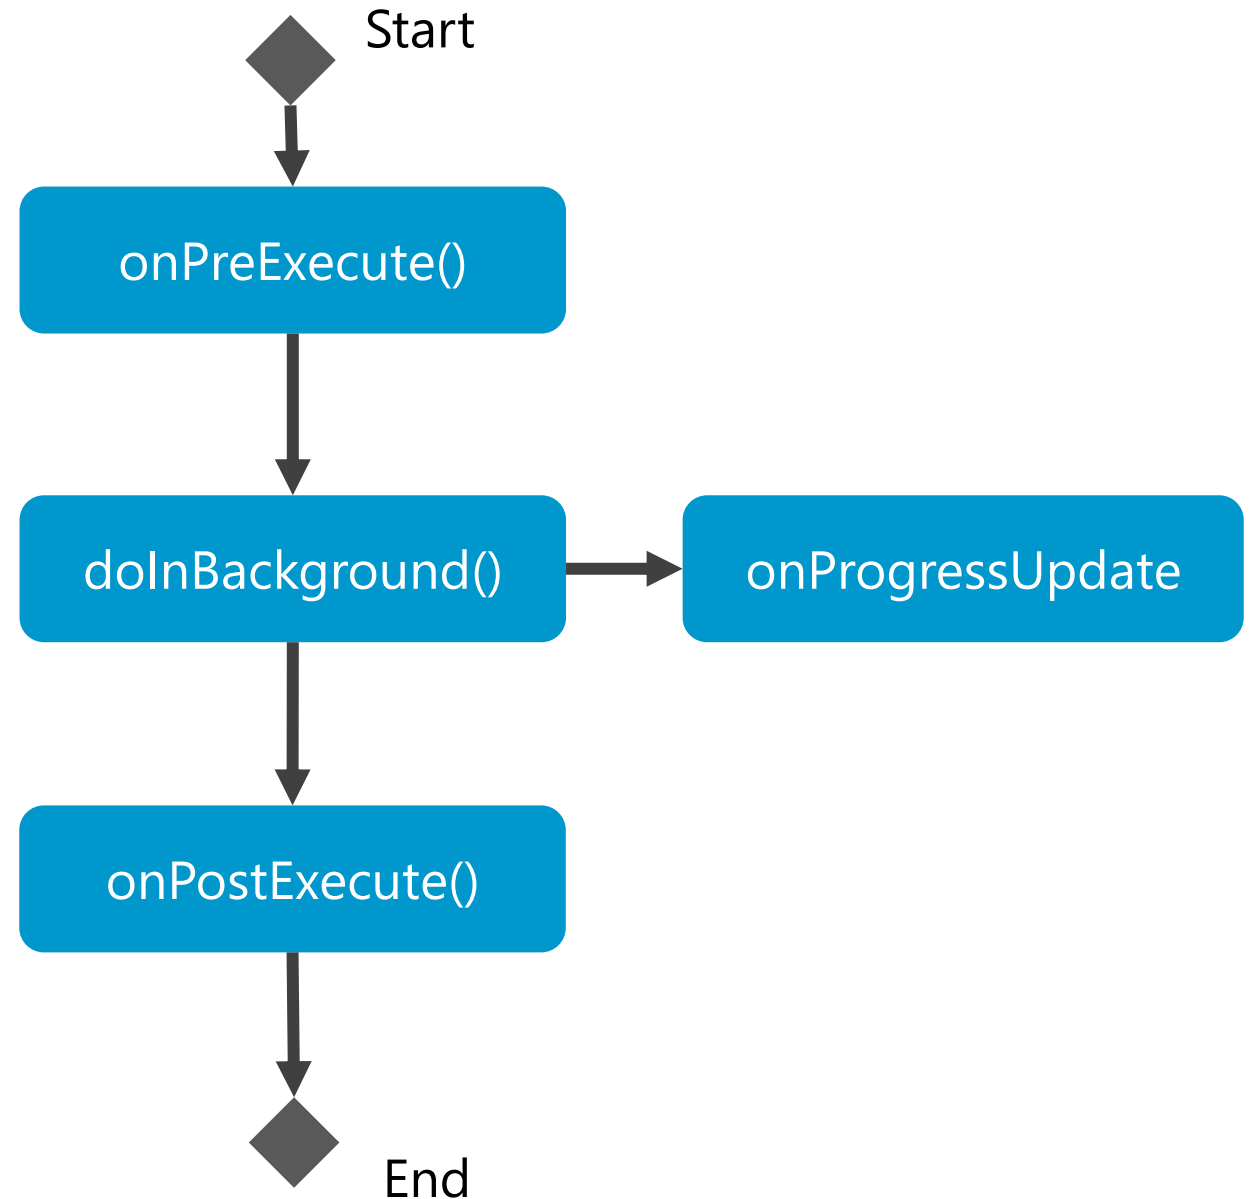 Start
onPreExecute()
doInBackground()
onProgressUpdate
onPostExecute()
End